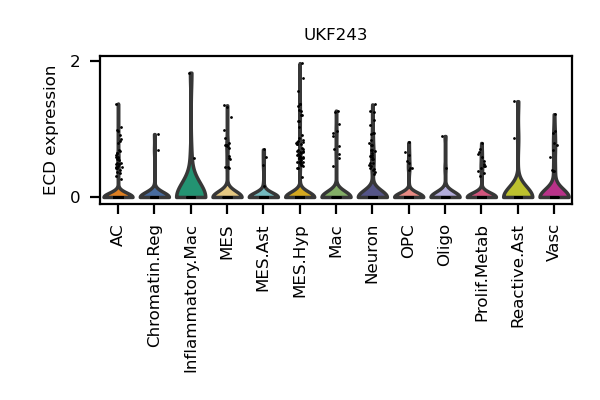 UKF243
ECD expression
2
0
AC
Chromatin.Reg
Inflammatory.Mac
MES
MES.Ast
MES.Hyp
Mac
Neuron
OPC
Oligo
Prolif.Metab
Reactive.Ast
Vasc